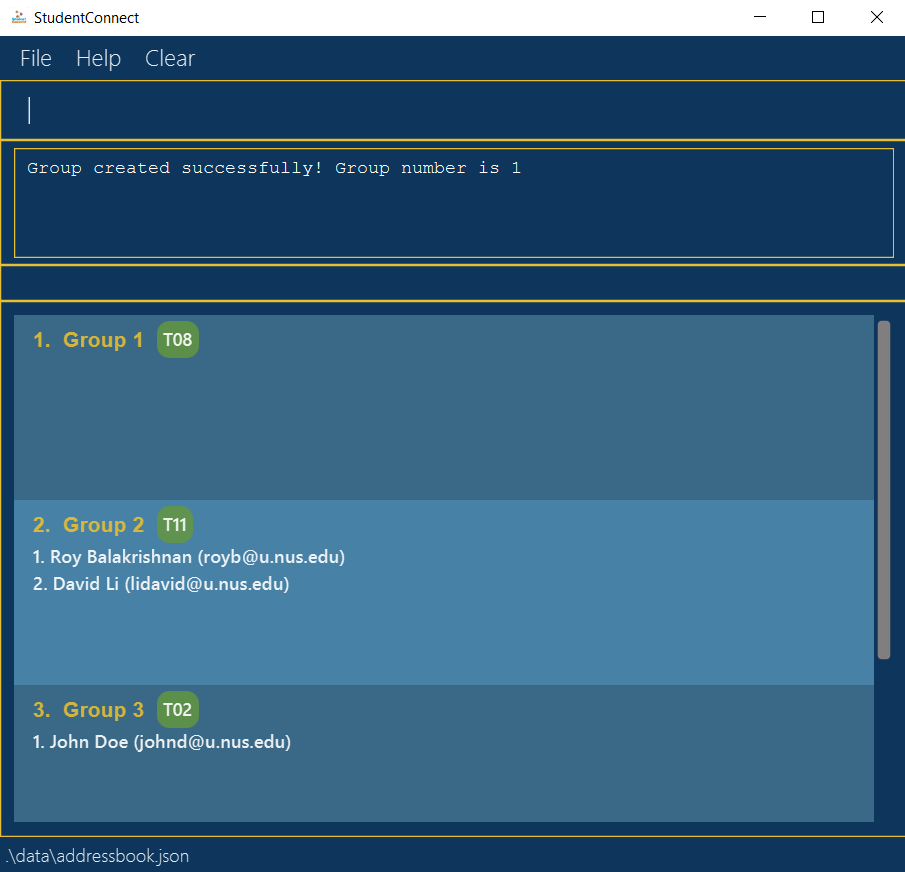 StudentConnect
File Help Clear
Group created successfully! Group number is 1
1. Group 1 T08
2. Group 2 T11
1. Roy Balakrishnan (royb@u.nus.edu)
2. David Li (lidavid@u.nus.edu)
3. Group 3 T02
1. John Doe (johnd@u.nus.edu)
.\data\addressbook.json